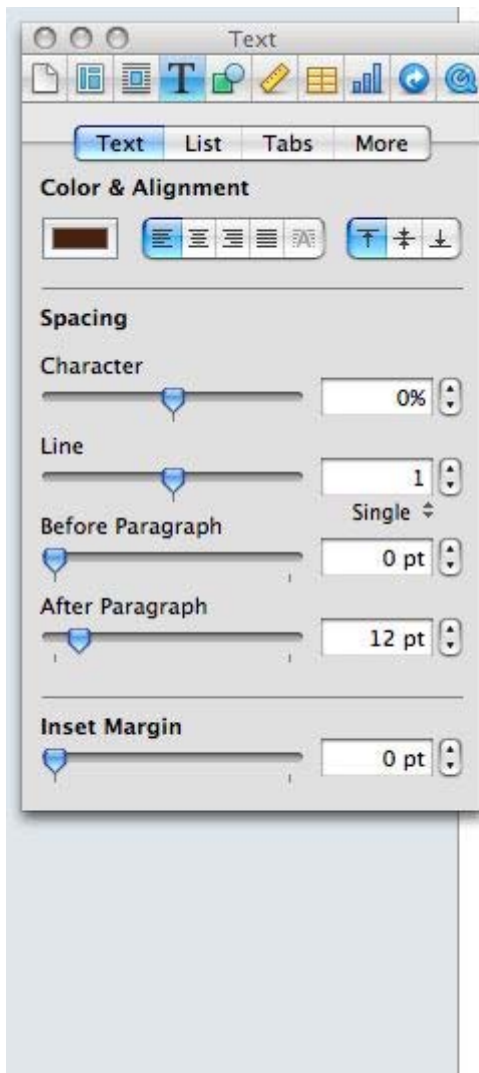 Text
T
Text List Tabs More
Color & Alignment
A
Spacing
Character
0%
Line
1
Single
Before Paragraph
0 pt
After Paragraph
12 pt
Inset Margin
0 pt